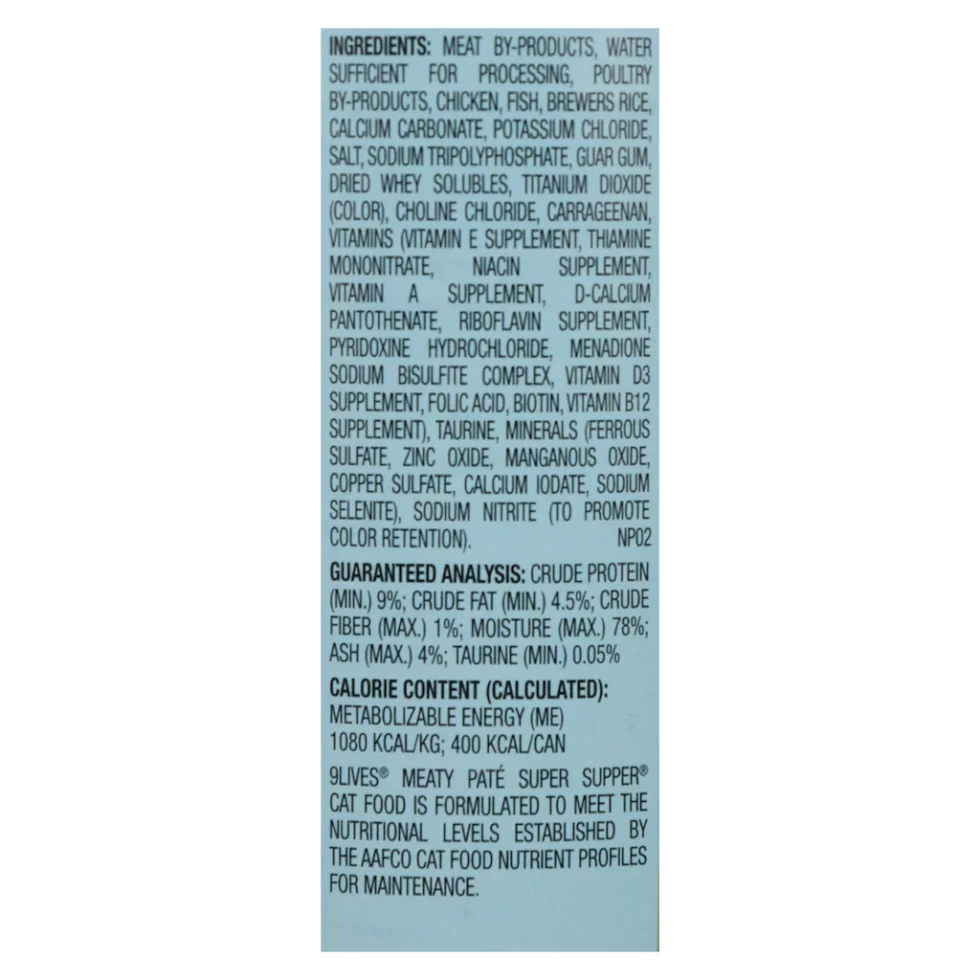 INGREDIENTS: MEAT BY-PRODUCTS, WATER
SUFFICIENT FOR PROCESSING, POULTRY
BY-PRODUCTS, CHICKEN, FISH, BREWERS RICE,
CALCIUM CARBONATE, POTASSIUM CHLORIDE,
SALT, SODIUM TRIPOLYPHOSPHATE, GUAR GUM,
DRIED WHEY SOLUBLES, TITANIUM DIOXIDE
(COLOR), CHOLINE CHLORIDE, CARRAGEENAN,
VITAMINS (VITAMIN E SUPPLEMENT, THIAMINE
MONONITRATE, NIACIN SUPPLEMENT,
VITAMIN A SUPPLEMENT, D-CALCIUM
PANTOTHENATE, RIBOFLAVIN SUPPLEMENT,
PYRIDOXINE HYDROCHLORIDE, MENADIONE
SODIUM BISULFITE COMPLEX, VITAMIN D3
SUPPLEMENT, FOLIC ACID, BIOTIN, VITAMIN B12
SUPPLEMENT), TAURINE, MINERALS (FERROUS
SULFATE, ZINC OXIDE, MANGANOUS OXIDE,
COPPER SULFATE, CALCIUM IODATE, SODIUM
SELENITE), SODIUM NITRITE (TO PROMOTE
COLOR RETENTION). NP02
GUARANTEED ANALYSIS: CRUDE PROTEIN
(MIN.) 9%; CRUDE FAT (MIN.) 4.5%; CRUDE
FIBER (MAX.) 1%; MOISTURE (MAX.) 78%;
ASH (MAX.) 4%; TAURINE (MIN.) 0.05%
CALORIE CONTENT (CALCULATED):
METABOLIZABLE ENERGY (ME)
1080 KCAL/KG; 400 KCAL/CAN
9LIVES® MEATY PATÉ SUPER SUPPER®
CAT FOOD IS FORMULATED TO MEET THE
NUTRITIONAL LEVELS ESTABLISHED BY
THE AAFCO CAT FOOD NUTRIENT PROFILES
FOR MAINTENANCE.